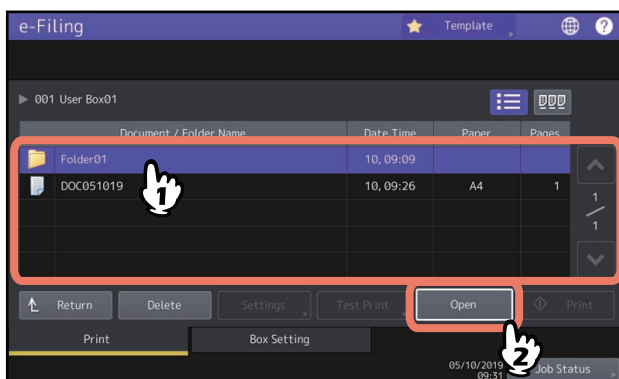 e-Filing Template ?
001 User Box01
Document / Folder Name Date Time Paper Pages
Folder01 10, 09:09
DOC051019 10, 09:26 A4 1
1
1
1
Return Delete Settings Test Print Open Print
2
Print Box Setting
05/10/2019
09:31
Job Status